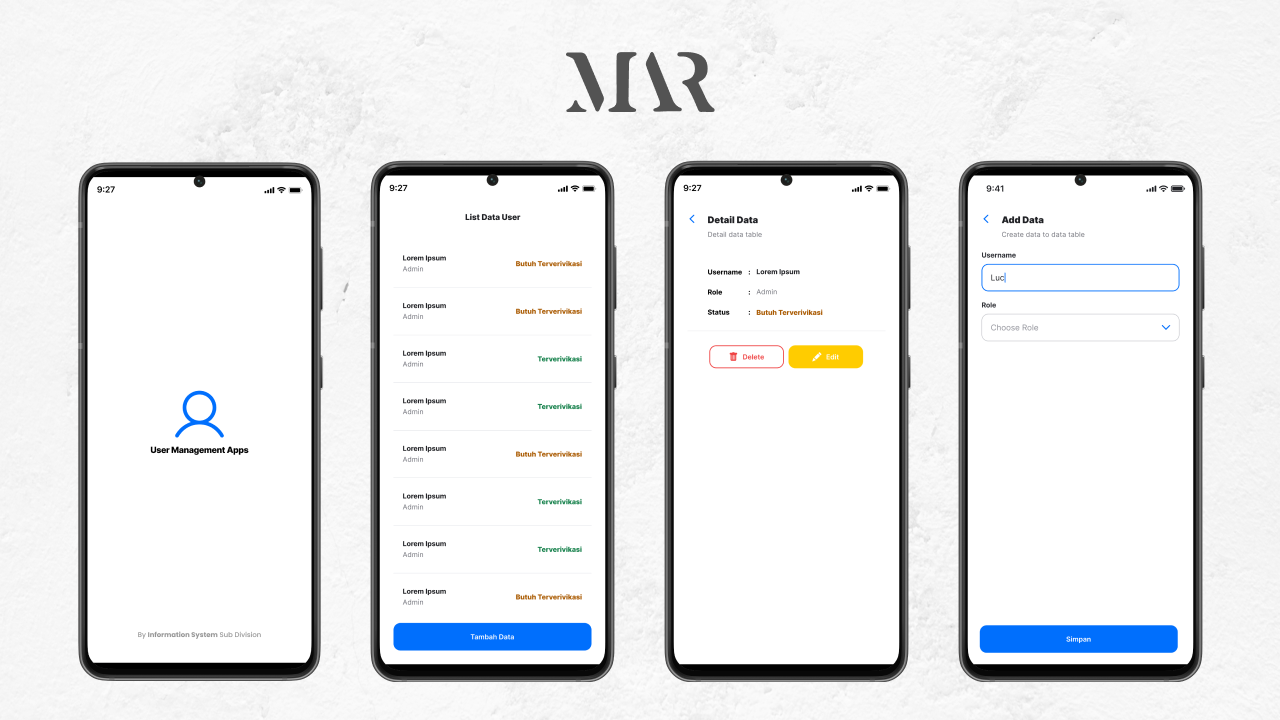 MAR
9:27
User Management Apps
By Information System Sub Division
9:27
List Data User
Lorem Ipsum
Admin
Butuh Terverivikasi
Lorem Ipsum
Admin
Butuh Terverivikasi
Lorem Ipsum
Admin
Terverivikasi
Lorem Ipsum
Admin
Terverivikasi
Lorem Ipsum
Admin
Butuh Terverivikasi
Lorem Ipsum
Admin
Terverivikasi
Lorem Ipsum
Admin
Terverivikasi
Lorem Ipsum
Admin
Butuh Terverivikasi
Tambah Data
9:27
Detail Data
Detail data table
Username : Lorem Ipsum
Role : Admin
Status : Butuh Terverivikasi
Delete
Edit
9:41
Add Data
Create data to data table
Username
Luc
Role
Choose Role
Simpan